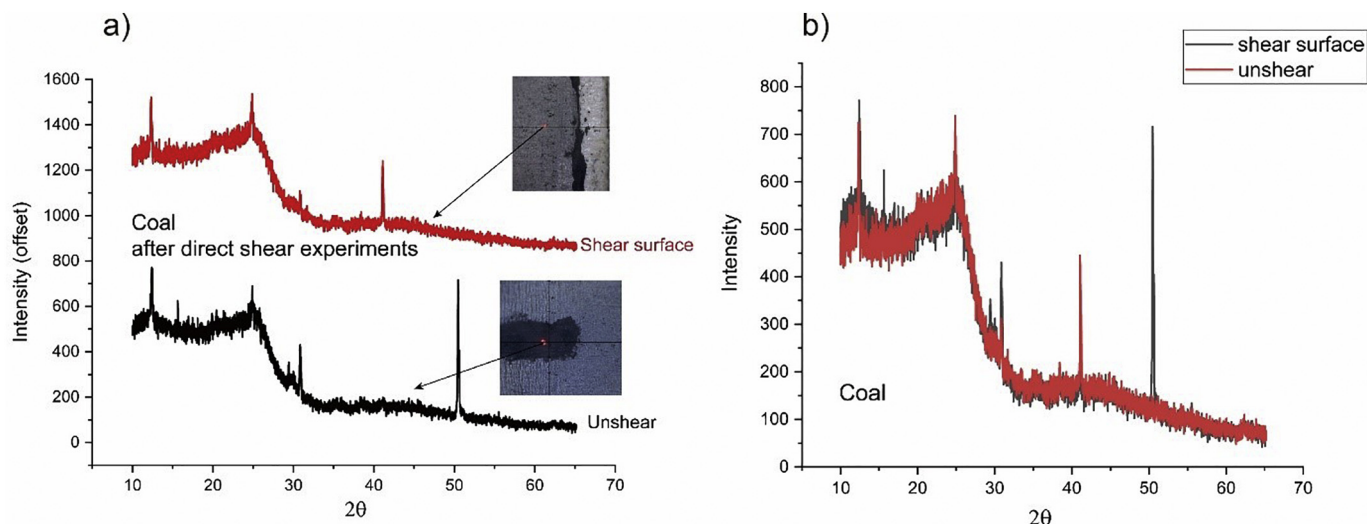 a)
1600
1400
1200
1000
800
600
400
200
0
Intensity (offset)
Coal
after direct shear experiments
Shear surface
Unshear
10
20
30
40
50
60
70
2θ
b)
shear surface
unshear
800
700
600
500
400
300
200
100
0
Intensity
Coal
10
20
30
40
50
60
70
2θ